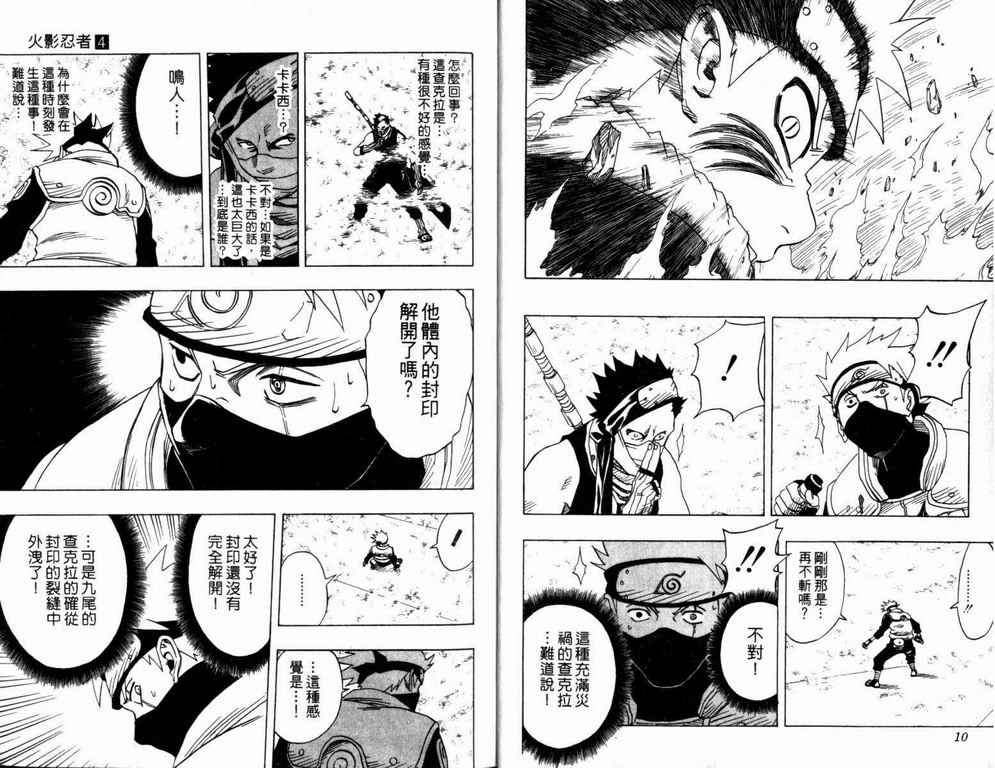 !!
!
…
!!
剛剛那是…
再不斬嗎?
不對!
!!
這種充滿災
禍的查克拉
…難道說!
10
火影忍者4
怎麼回事?
這查克拉是…
有種很不好的感覺…
卡卡西…?
不對…如果是
卡卡西的話,
這也太巨大了
…到底是誰?
鳴人…!
為什麼會在
這種時刻發
生這種事!
難道說…
他體內的封印
解開了嗎?
!!
……
…這種感
覺是…!
太好了!
封印還沒有
完全解開!
…可是九尾的
查克拉的確從
封印的裂縫中
外洩了!